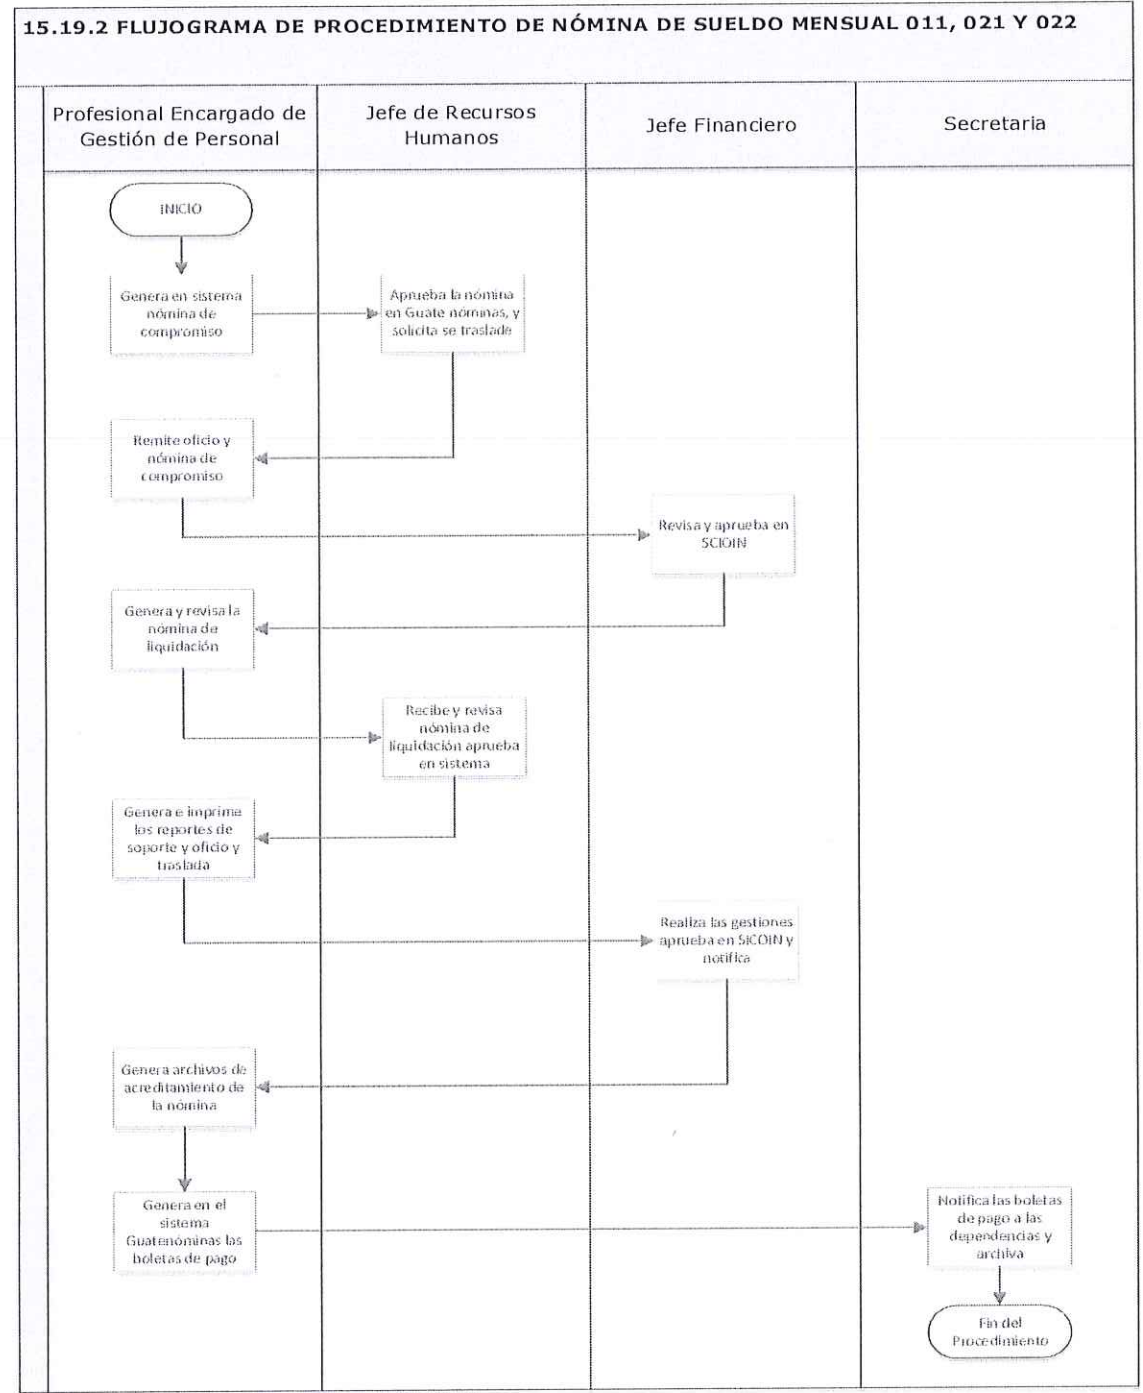 15.19.2 FLUJOGRAMA DE PROCEDIMIENTO DE NÓMINA DE SUELDO MENSUAL 011, 021 Y 022
Profesional Encargado de
Gestión de Personal
Jefe de Recursos
Humanos
Jefe Financiero
Secretaria
INICIO
Genera en sistema
nómina de
compromiso
Aprueba la nómina
en Guate nóminas, y
solicita se traslade
Remite oficio y
nómina de
compromiso
Revisa y aprueba en
SCIOIN
Genera y revisa la
nómina de
liquidación
Recibe y revisa
nómina de
liquidación aprueba
en sistema
Genera e imprime
los reportes de
soporte y oficio y
traslada
Realiza las gestiones
aprueba en SICOIN y
notifica
Genera archivos de
acreditamiento de
la nómina
Genera en el
sistema
Guatenóminas las
boletas de pago
Notifica las boletas
de pago a las
dependencias y
archiva
Fin del
Procedimiento